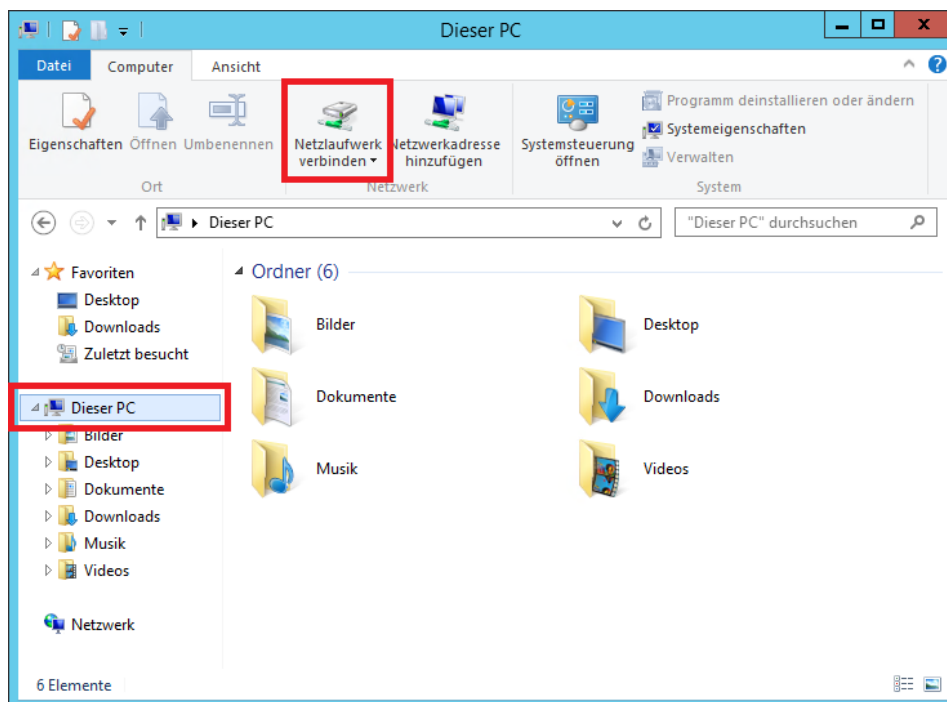 Dieser PC
Datei
Computer
Ansicht
Eigenschaften
Öffnen
Umbenennen
Netzlaufwerk
verbinden
Netzwerkadresse
hinzufügen
Systemsteuerung
öffnen
Programm deinstallieren oder ändern
Systemeigenschaften
Verwalten
Ort
Netzwerk
System
Dieser PC
"Dieser PC" durchsuchen
Favoriten
Desktop
Downloads
Zuletzt besucht
Dieser PC
Bilder
Desktop
Dokumente
Downloads
Musik
Videos
Netzwerk
Ordner (6)
Bilder
Desktop
Dokumente
Downloads
Musik
Videos
6 Elemente